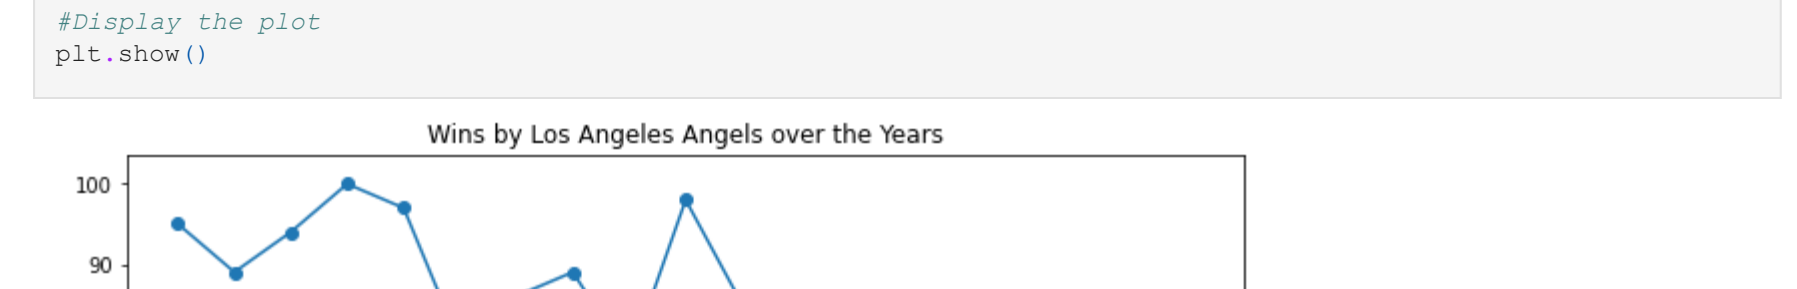 #Display the plot
plt.show()
Wins by Los Angeles Angels over the Years
100
90